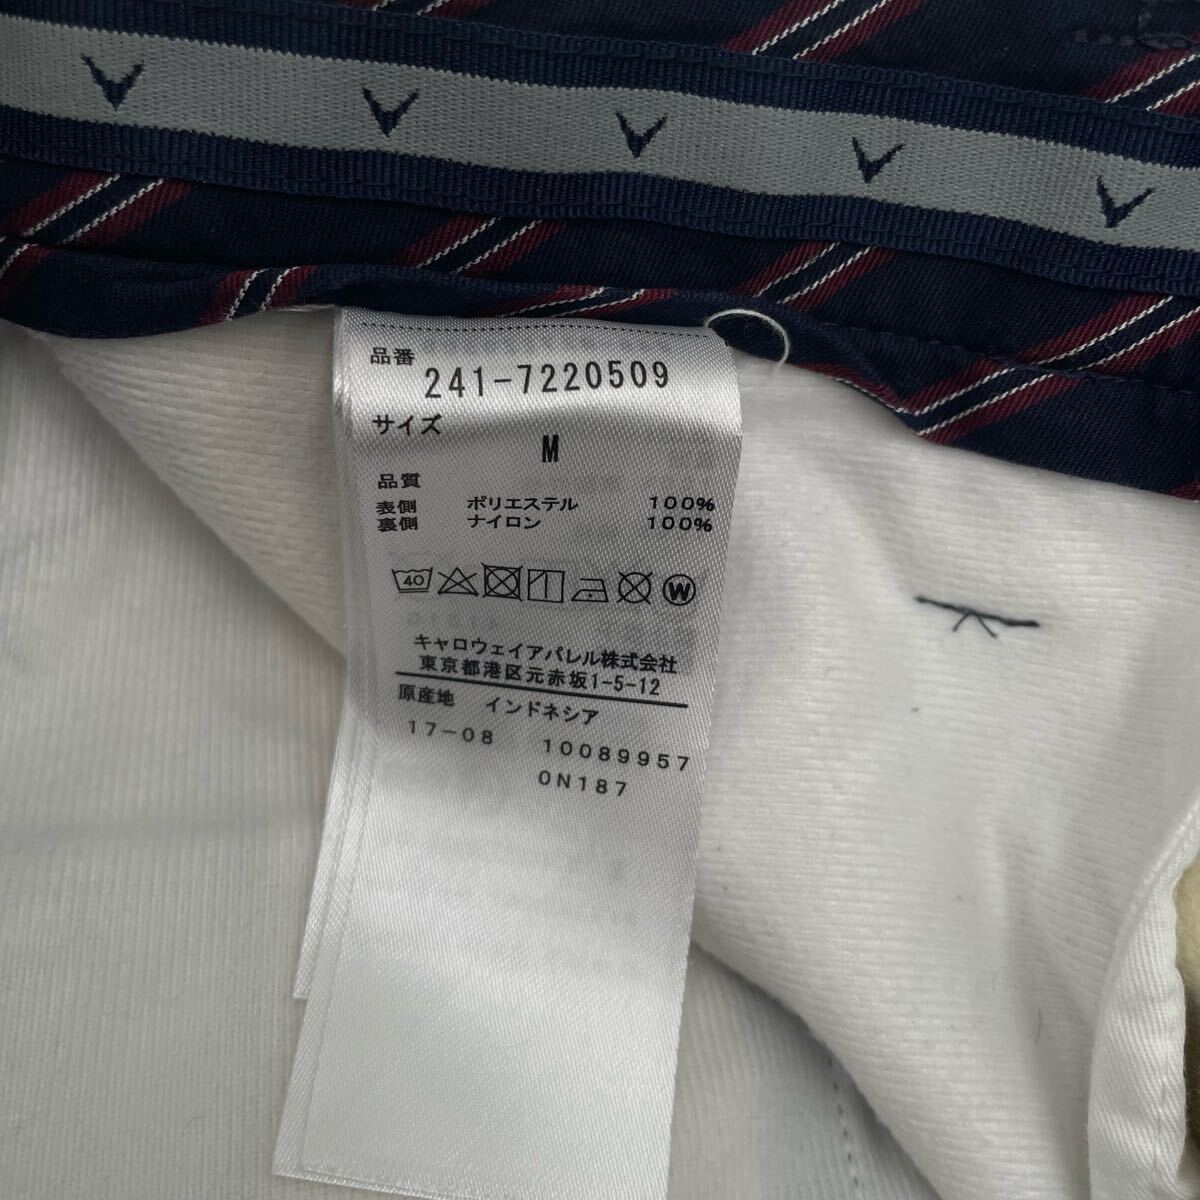 品番
241-7220509
サイズ
M
品質
表側 ポリエステル 100%
裏側 ナイロン 100%
40
W
キャロウェイアパレル株式会社
東京都港区元赤坂1-5-12
原産地 インドネシア
17-08 10089957
0N187